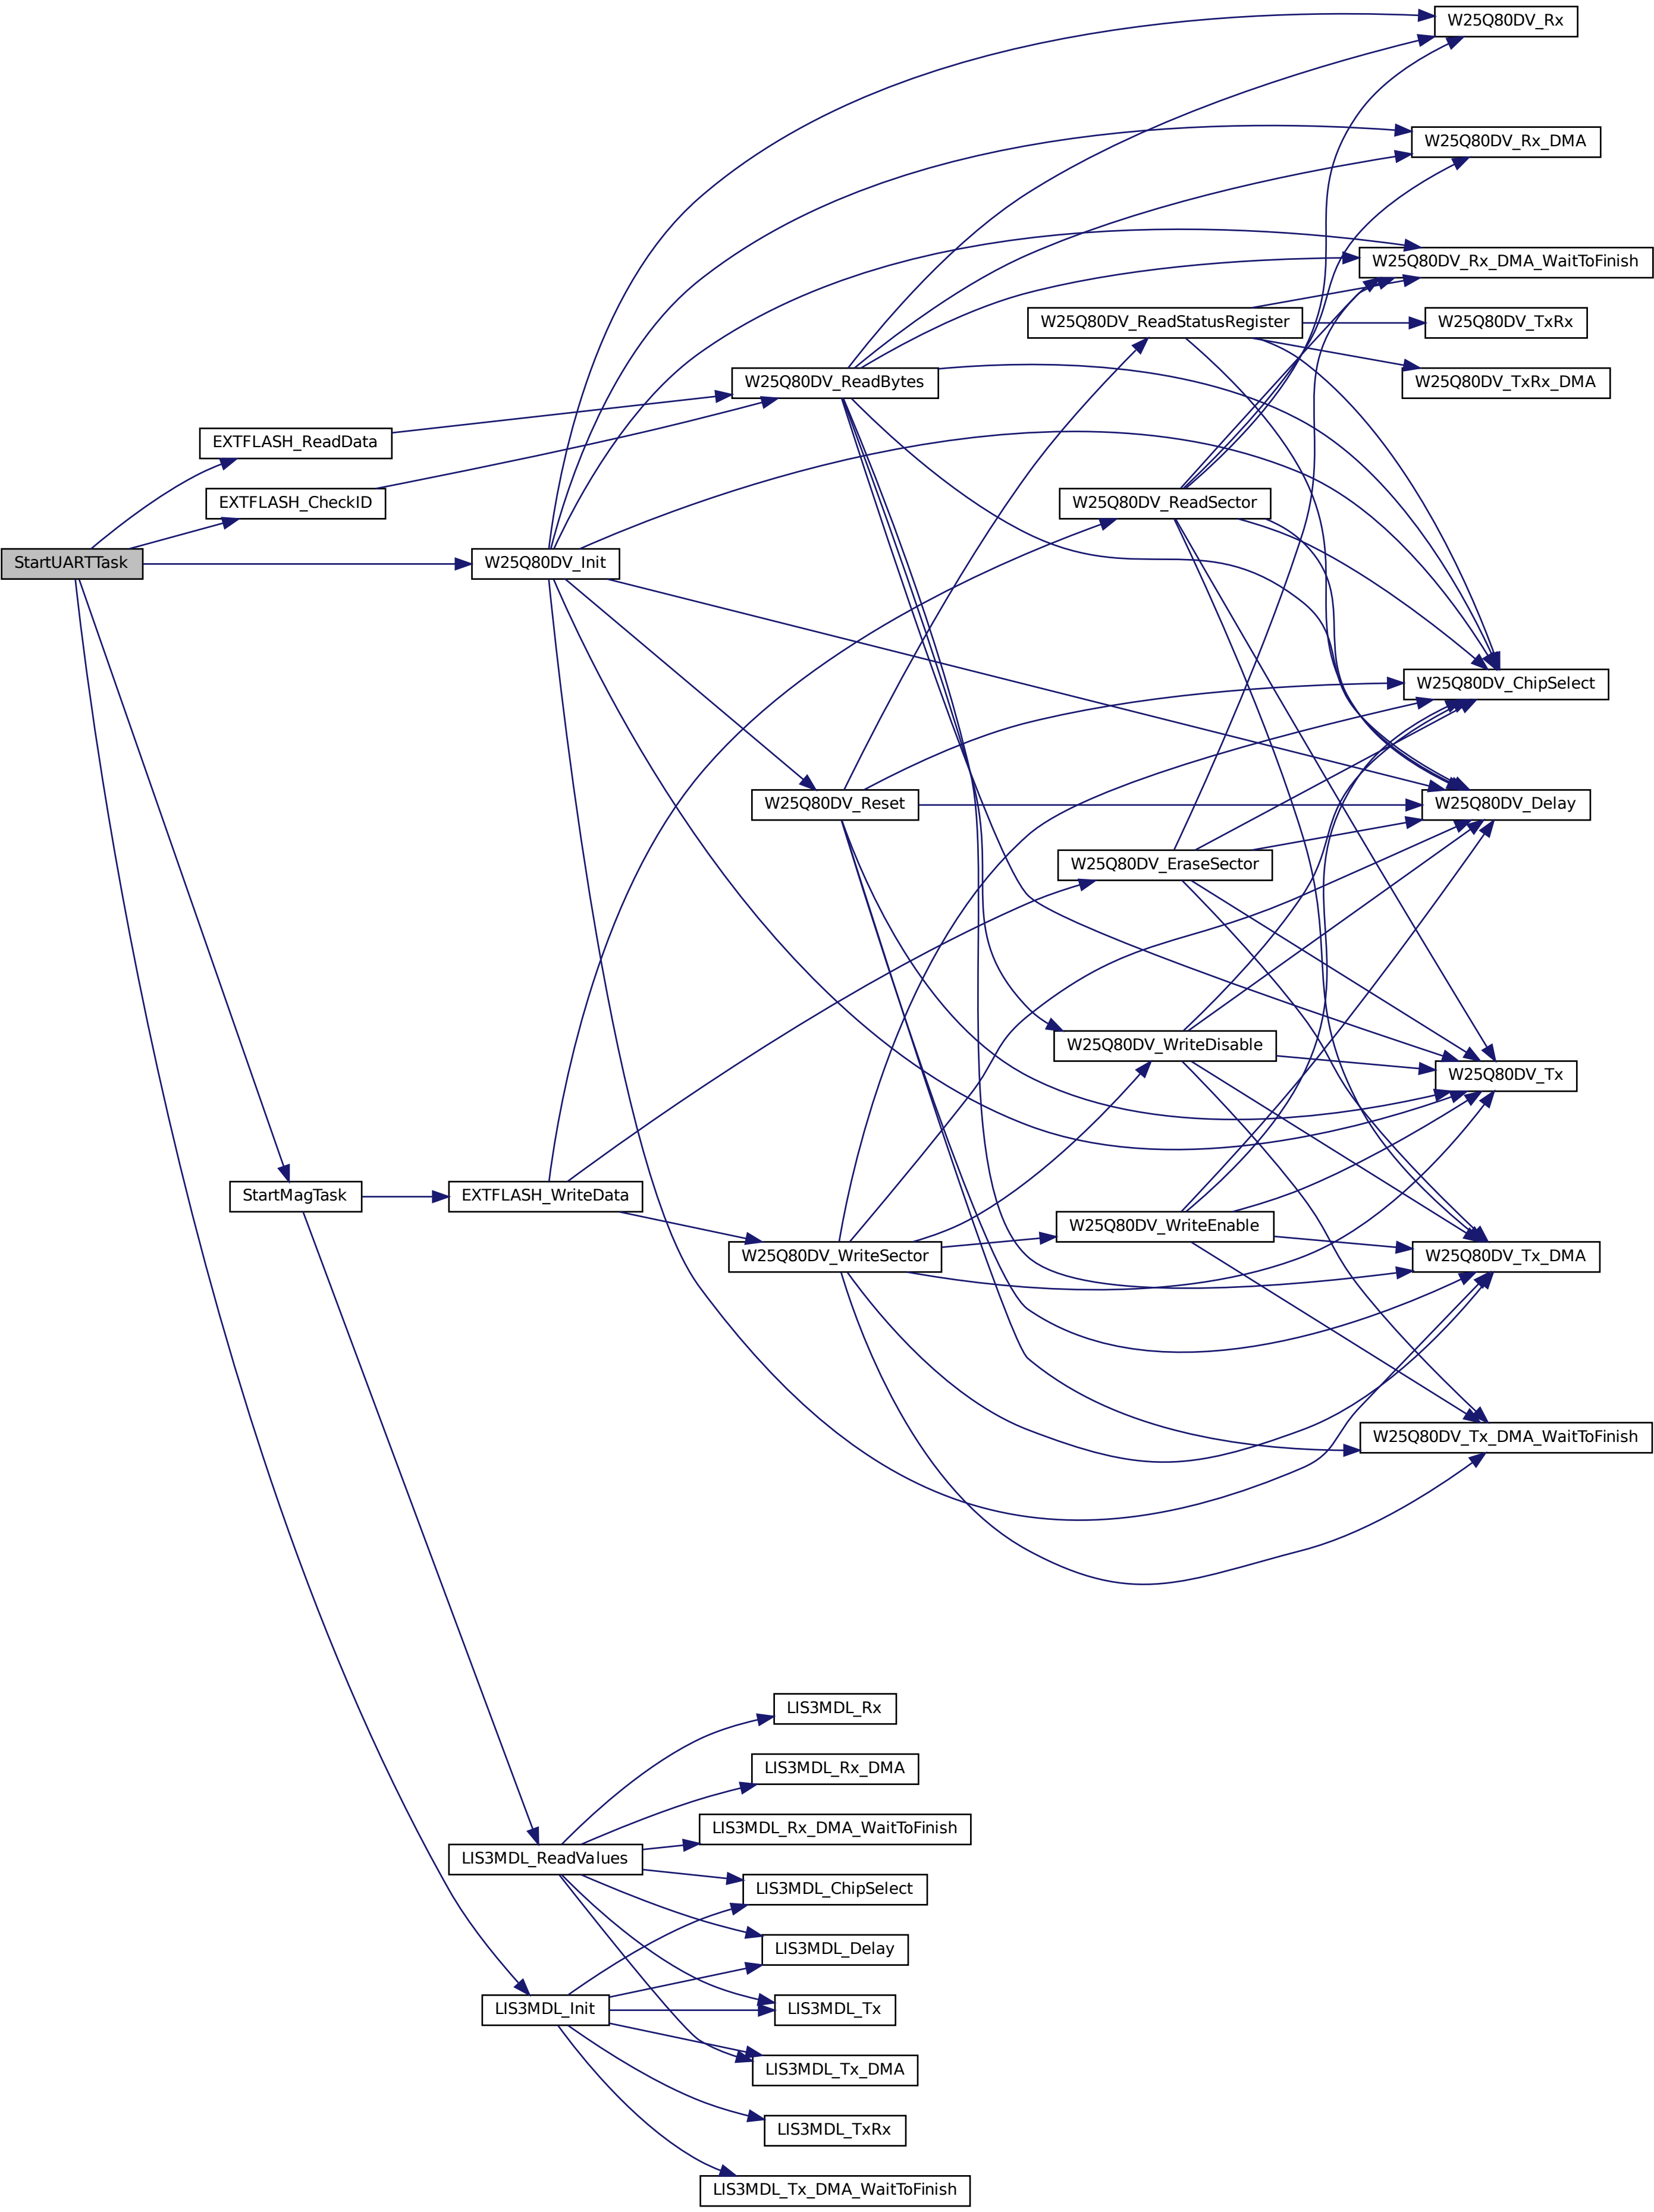 W25Q80DV_Rx
W25Q80DV_Rx_DMA
W25Q80DV_Rx_DMA_WaitToFinish
W25Q80DV_ReadStatusRegister
W25Q80DV_TxRx
W25Q80DV_ReadBytes
W25Q80DV_TxRx_DMA
EXTFLASH_ReadData
EXTFLASH_CheckID
W25Q80DV_ReadSector
StartUARTTask
W25Q80DV_Init
W25Q80DV_ChipSelect
W25Q80DV_Reset
W25Q80DV_Delay
W25Q80DV_EraseSector
W25Q80DV_WriteDisable
W25Q80DV_Tx
StartMagTask
EXTFLASH_WriteData
W25Q80DV_WriteEnable
W25Q80DV_WriteSector
W25Q80DV_Tx_DMA
W25Q80DV_Tx_DMA_WaitToFinish
LIS3MDL_Rx
LIS3MDL_Rx_DMA
LIS3MDL_Rx_DMA_WaitToFinish
LIS3MDL_ReadValues
LIS3MDL_ChipSelect
LIS3MDL_Delay
LIS3MDL_Init
LIS3MDL_Tx
LIS3MDL_Tx_DMA
LIS3MDL_TxRx
LIS3MDL_Tx_DMA_WaitToFinish